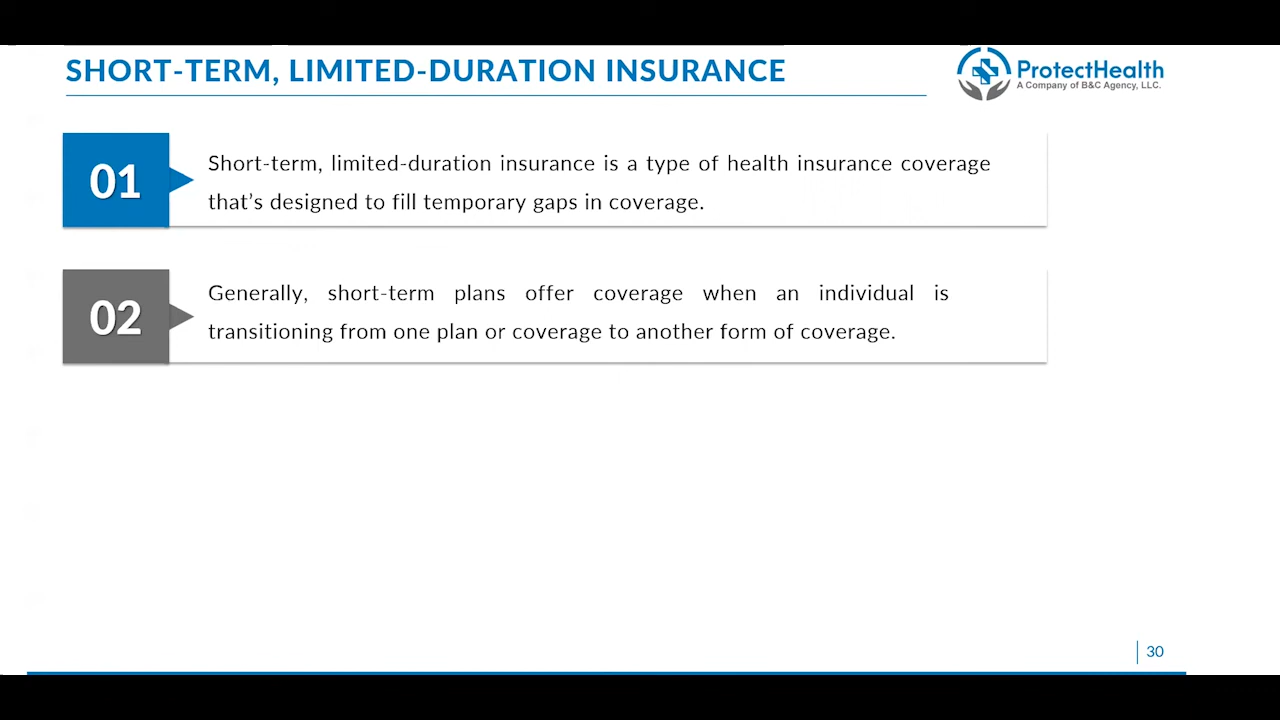 SHORT-TERM, LIMITED-DURATION INSURANCE
ProtectHealth
A Company of B&C Agency, LLC.
01
Short-term, limited-duration insurance is a type of health insurance coverage
that’s designed to fill temporary gaps in coverage.
02
Generally, short-term plans offer coverage when an individual is
transitioning from one plan or coverage to another form of coverage.
30